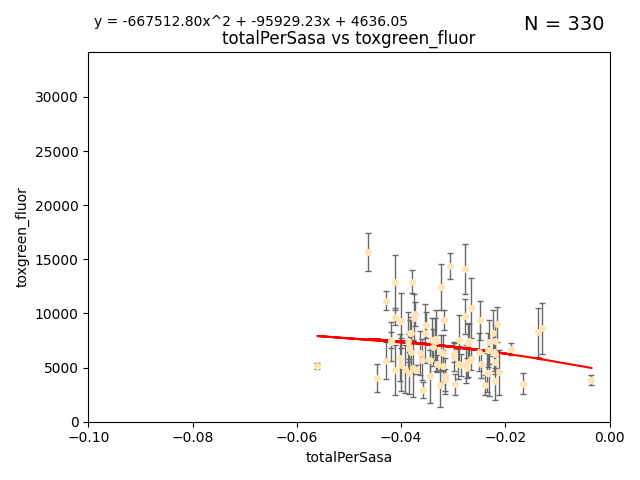 y = -667512.80x^2 + -95929.23x + 4636.05
N = 330
totalPerSasa vs toxgreen_fluor
toxgreen_fluor
30000
25000
20000
15000
10000
5000
0
−0.10
−0.08
−0.06
−0.04
−0.02
0.00
totalPerSasa